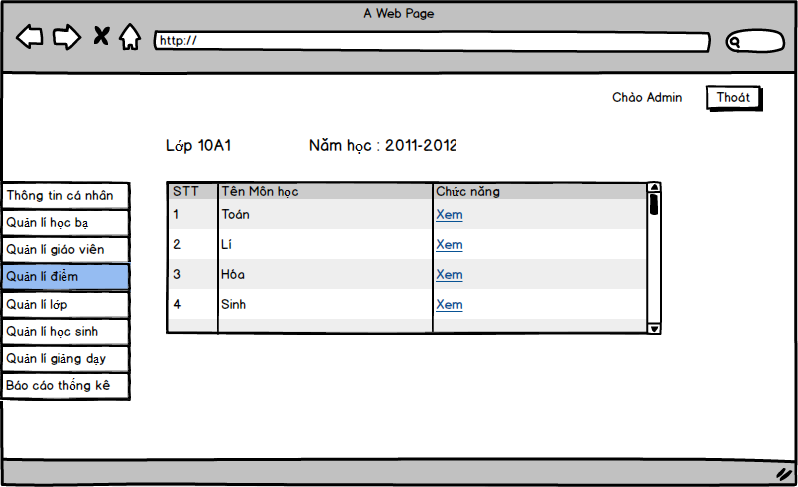 A Web Page
http://
Chào Admin
Thoát
Lớp 10A1
Năm học : 2011-2012
Thông tin cá nhân
Quản lí học bạ
Quản lí giáo viên
Quản lí điểm
Quản lí lớp
Quản lí học sinh
Quản lí giảng dạy
Báo cáo thống kê
STT Tên Môn học Chức năng
1 Toán Xem
2 Lí Xem
3 Hóa Xem
4 Sinh Xem